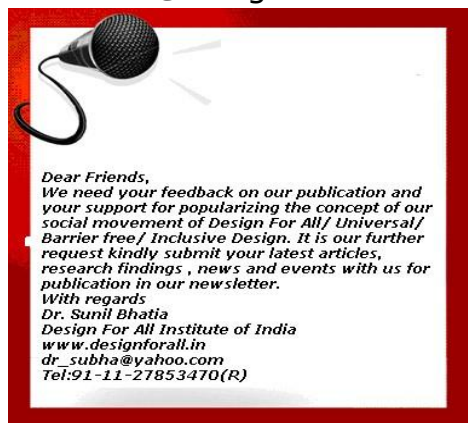 Dear Friends,
We need your feedback on our publication and
your support for popularizing the concept of our
social movement of Design For All/ Universal/
Barrier free/ Inclusive Design. It is our further
request kindly submit your latest articles,
research findings , news and events with us for
publication in our newsletter.
With regards
Dr. Sunil Bhatia
Design For All Institute of India
www.designforall.in
dr_subha@yahoo.com
Tel:91-11-27853470(R)